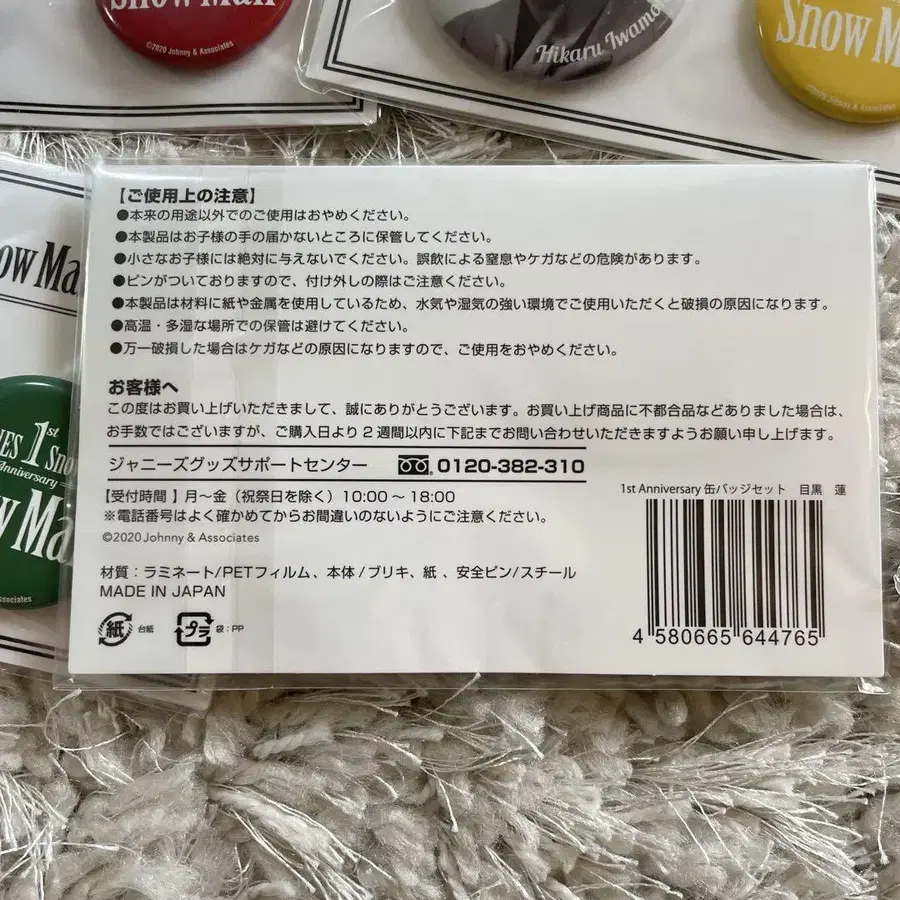 Snow Man
©2020 Johnny & Associates
Hikaru Iwamo
Snow Ma
©2020 Johnny & Associates
ow Ma
【ご使用上の注意】
●本来の用途以外でのご使用はおやめください。
●本製品はお子様の手の届かないところに保管してください。
●小さなお子様には絶対に与えないでください。誤飲による窒息やケガなどの危険があります。
●ピンがついておりますので、付け外しの際はご注意ください。
●本製品は材料に紙や金属を使用しているため、水気や湿気の強い環境でご使用いただくと破損の原因になります。
●高温・多湿な場所での保管は避けてください。
●万一破損した場合はケガなどの原因になりますので、ご使用をおやめください。
お客様へ
この度はお買い上げいただきまして、誠にありがとうございます。お買い上げ商品に不都合品などありました場合は、
お手数ではございますが、ご購入日より2週間以内に下記までお問い合わせいただきますようお願い申し上げます。
ジャニーズグッズサポートセンター 0120-382-310
【受付時間】月〜金(祝祭日を除く)10:00〜18:00
※電話番号はよく確かめてからお間違いのないようにご注意ください。
©2020 Johnny & Associates
材質:ラミネート/PETフィルム、本体/ブリキ、紙、安全ピン/スチール
MADE IN JAPAN
紙 台紙 プラ 袋:PP
1st Anniversary 缶バッジセット 目黒 蓮
4 580665 644765
NES 1st Sno
Anniversary
w Ma
ssociates